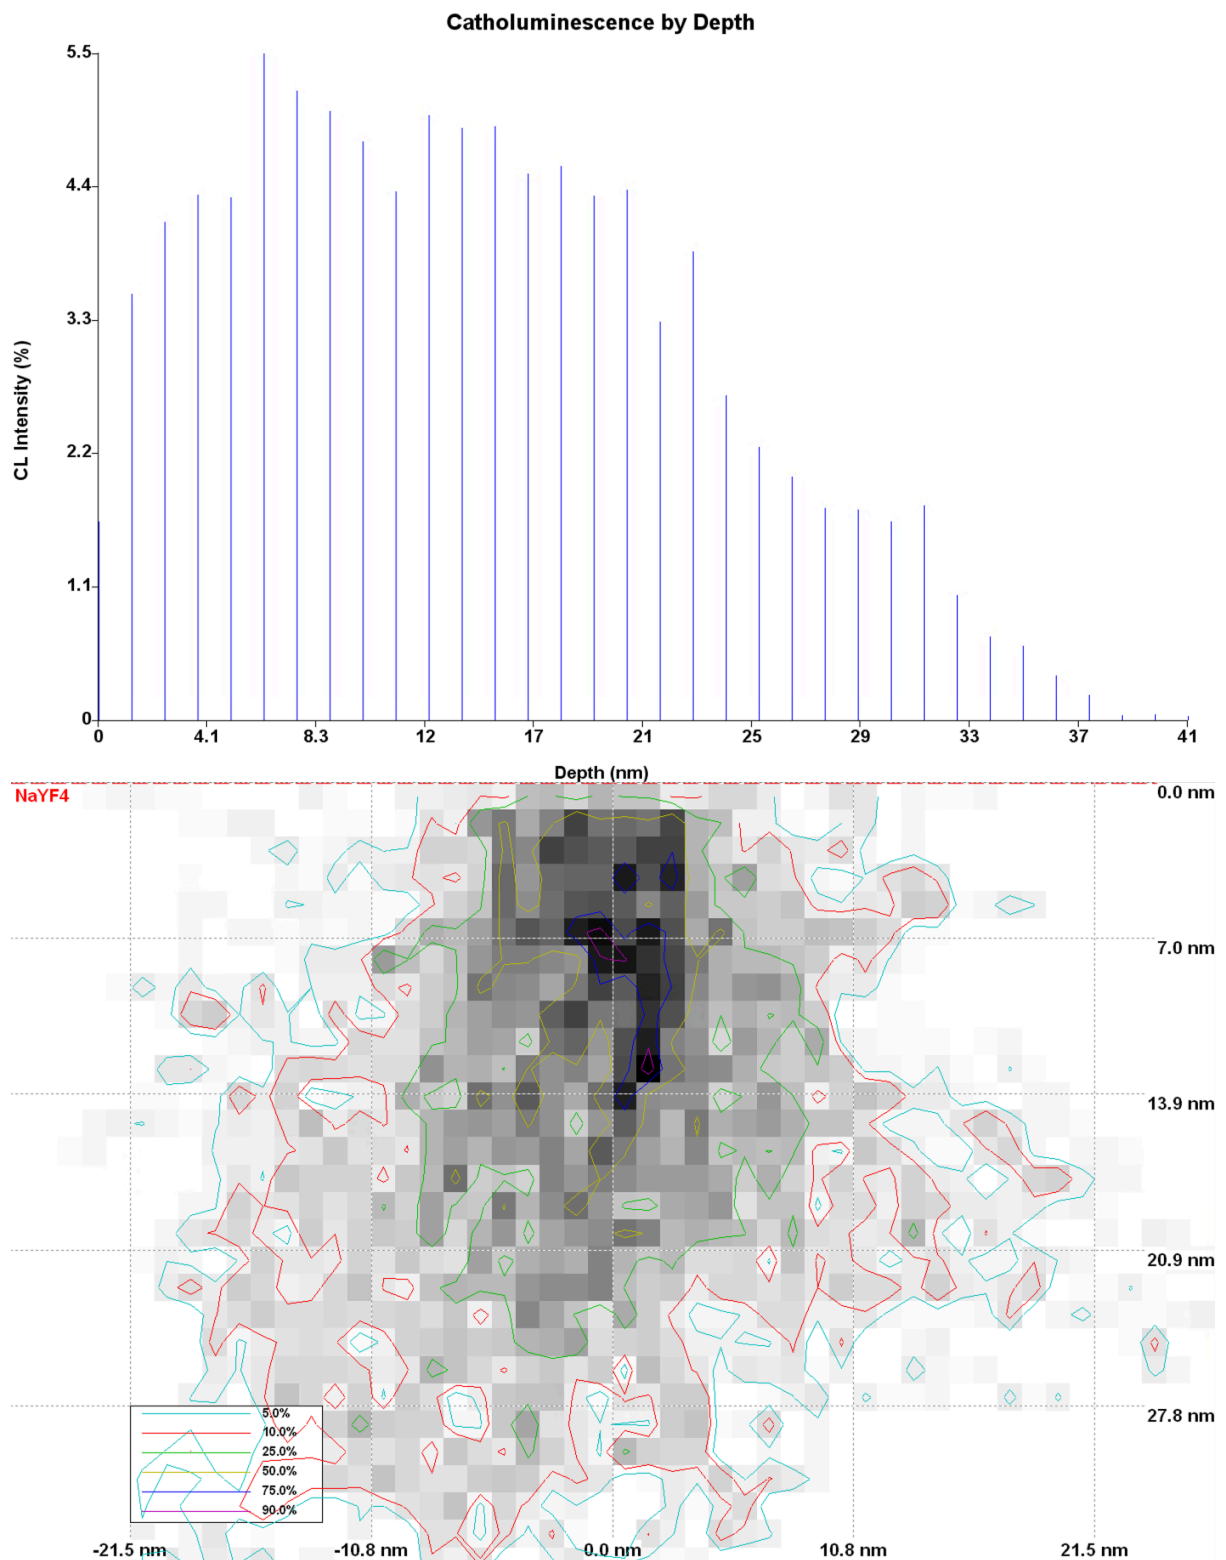 Catholuminescence by Depth
5.5
4.4
3.3
2.2
1.1
0
CL Intensity (%)
0 4.1 8.3 12 17 21 25 29 33 37 41
Depth (nm)
NaYF4
0.0 nm
7.0 nm
13.9 nm
20.9 nm
27.8 nm
5.0%
10.0%
25.0%
50.0%
75.0%
90.0%
-21.5 nm -10.8 nm 0.0 nm 10.8 nm 21.5 nm